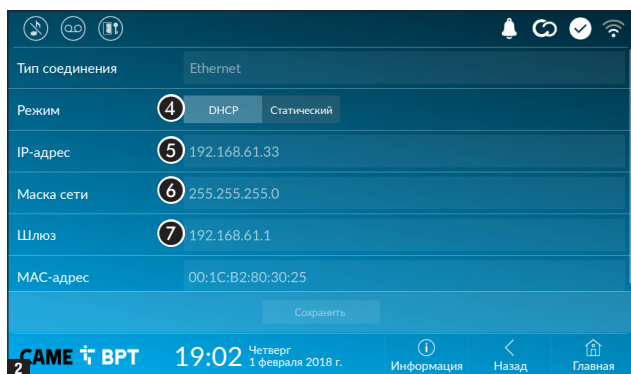 Тип соединения Ethernet
Режим 4 DHCP Статический
IP-адрес 5 192.168.61.33
Маска сети 6 255.255.255.0
Шлюз 7 192.168.61.1
MAC-адрес 00:1C:B2:80:30:25
Сохранить
2 CAME BPT 19:02 Четверг
1 февраля 2018 г.
Информация Назад Главная